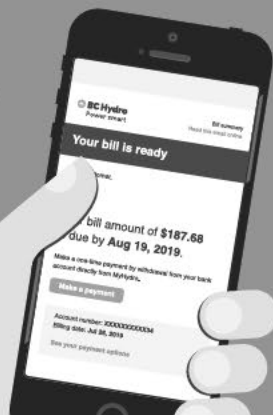 BC Hydro
Power smart
Bill summary
Read this email online
Your bill is ready
bill amount of $187.68
due by Aug 19, 2019.
Make a one-time payment by withdrawal from your bank
account directly from MyHydro.
Make a payment
Account number: XXXXXXXXXX34
Billing date: Jul 28, 2019
See your payment options